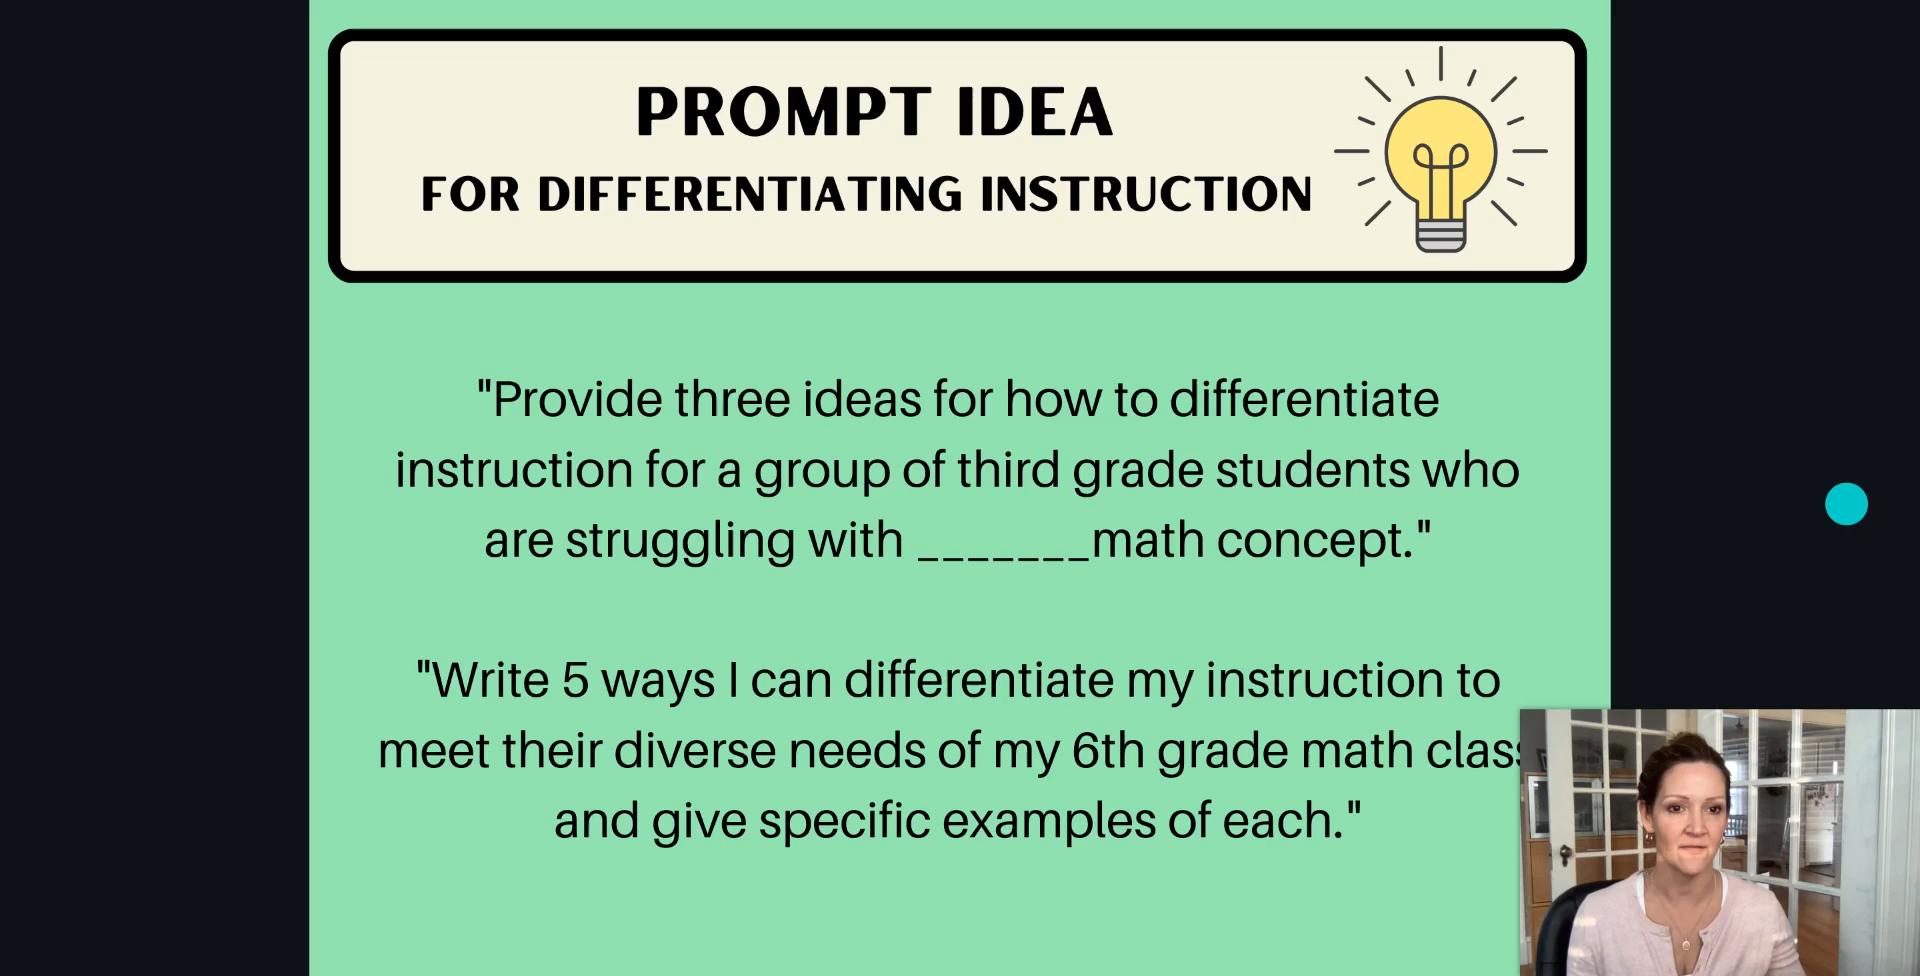 PROMPT IDEA
FOR DIFFERENTIATING INSTRUCTION
"Provide three ideas for how to differentiate
instruction for a group of third grade students who
are struggling with _______math concept."
"Write 5 ways I can differentiate my instruction to
meet their diverse needs of my 6th grade math class
and give specific examples of each."